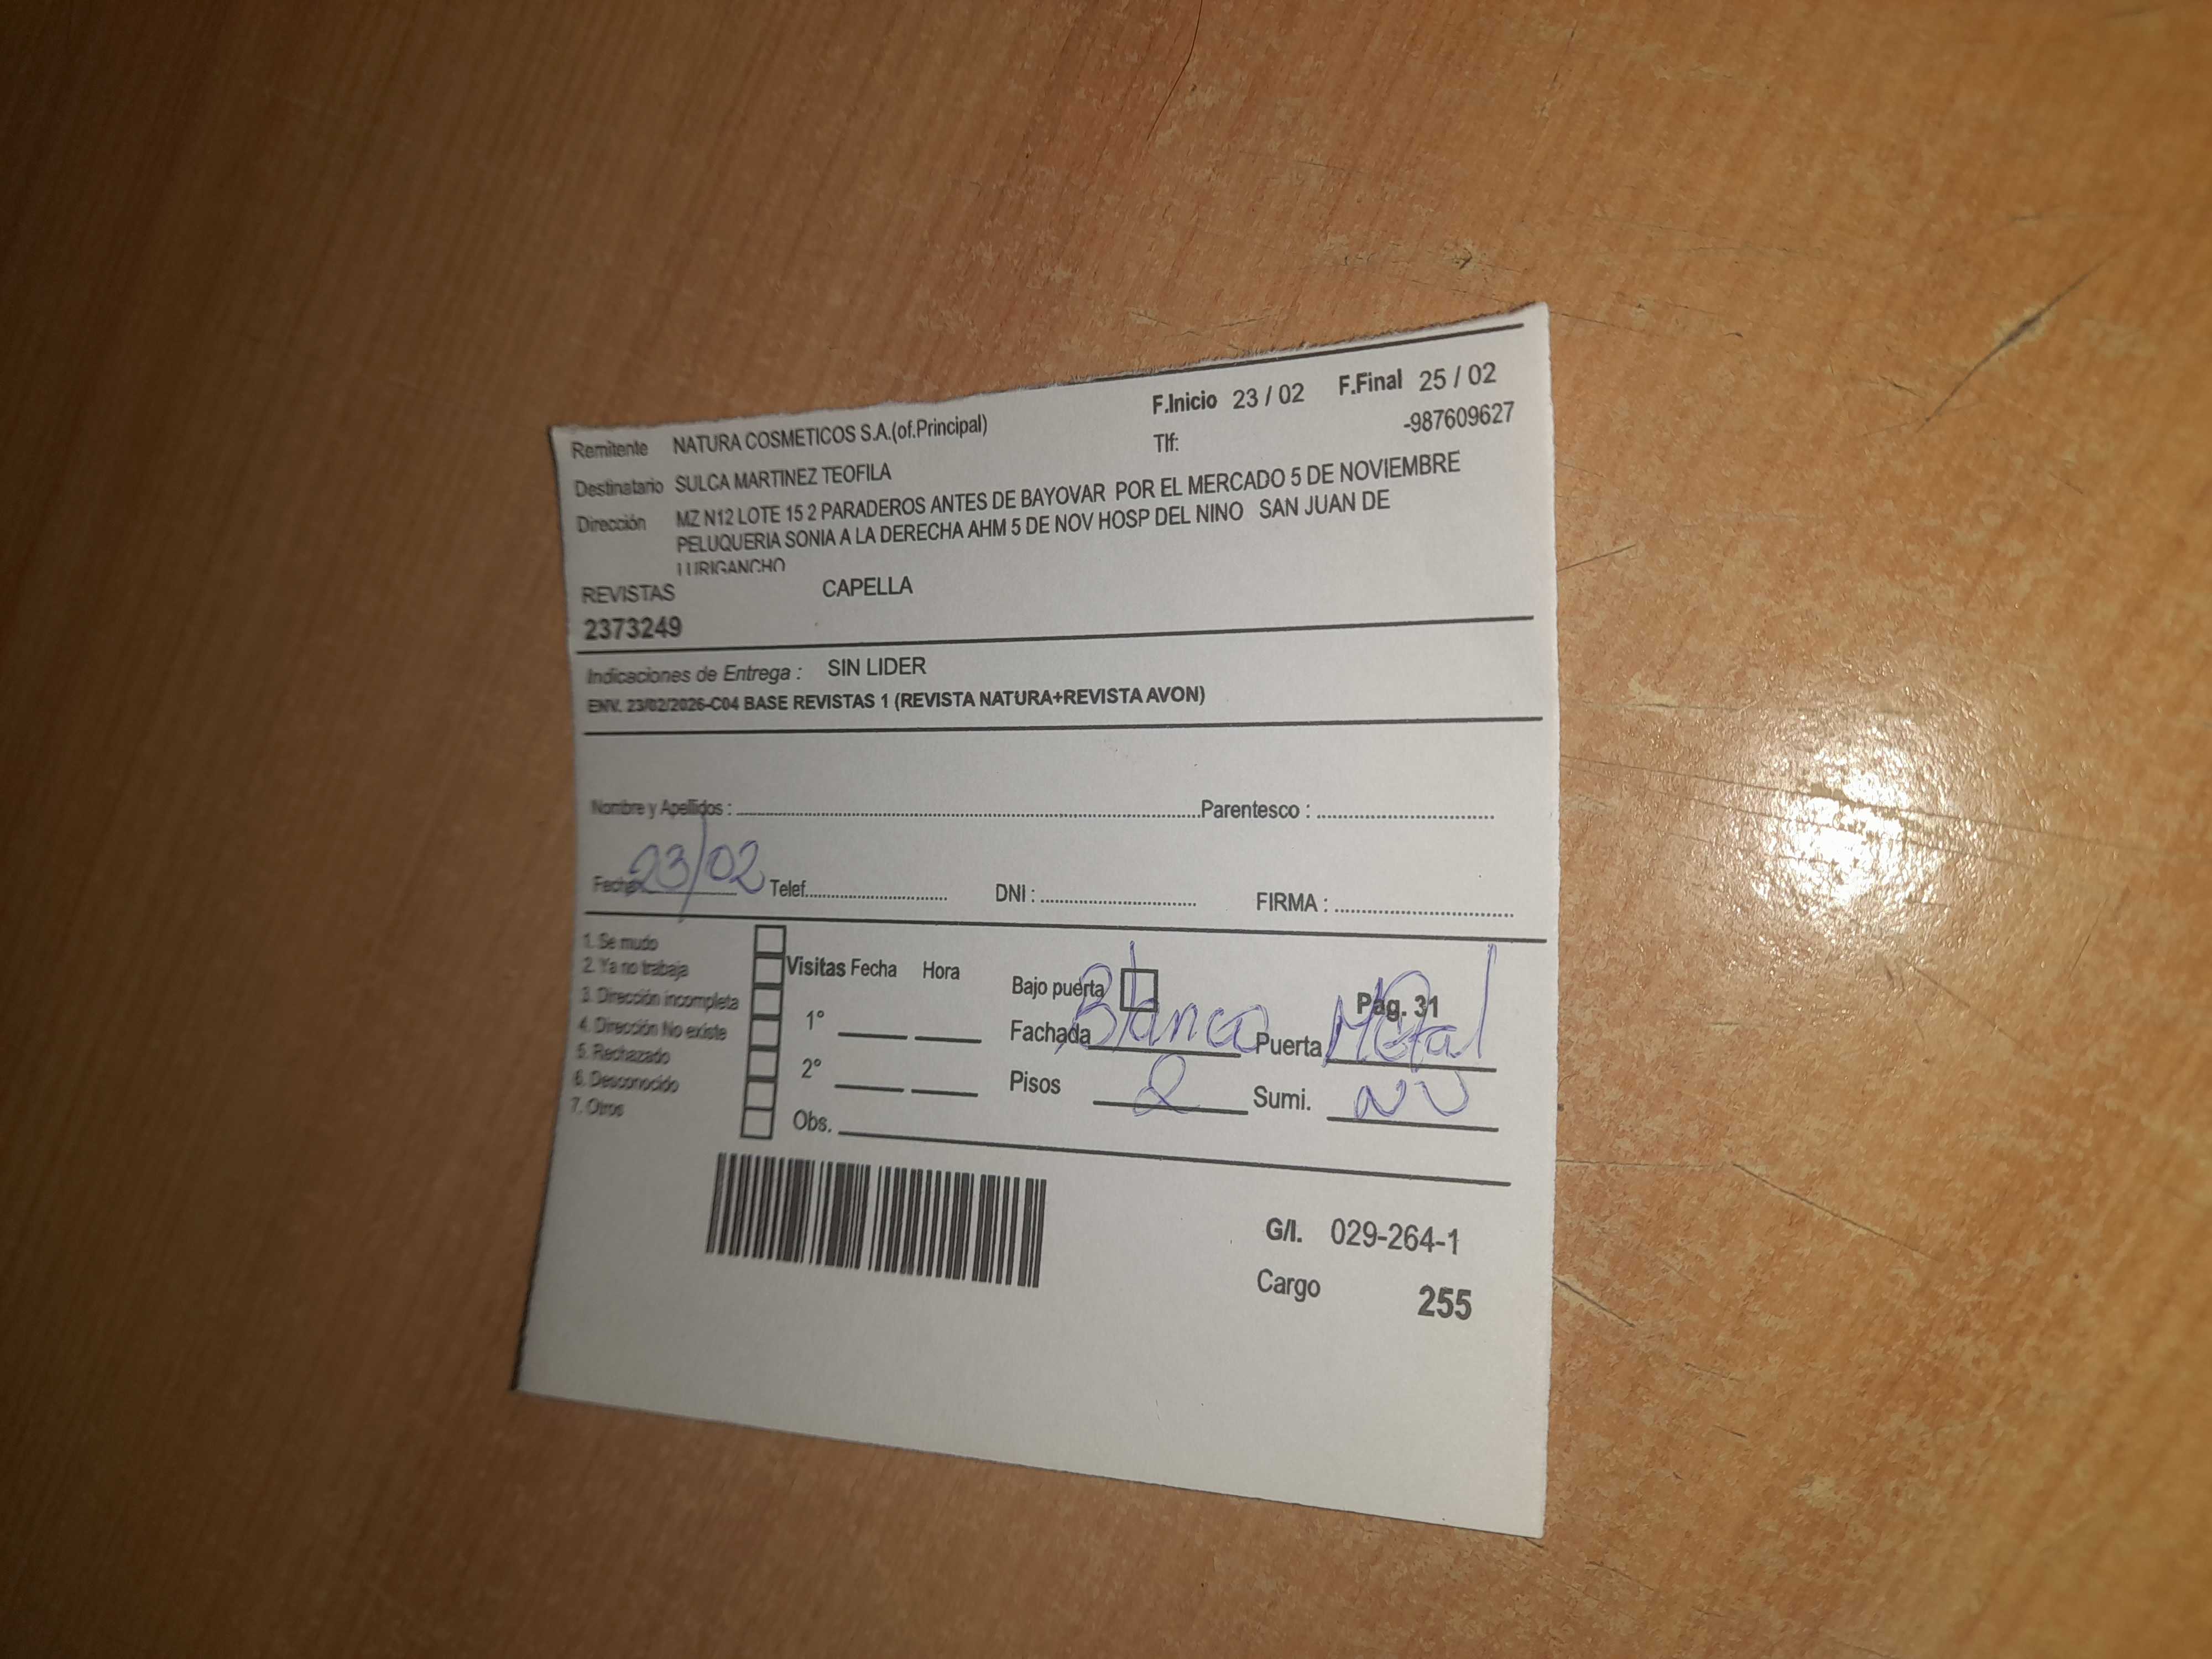 F.Inicio 23 / 02 F.Final 25 / 02
Remitente NATURA COSMETICOS S.A.(of.Principal) Tlf: -987609627
Destinatario SULCA MARTINEZ TEOFILA
Dirección MZ N12 LOTE 15 2 PARADEROS ANTES DE BAYOVAR POR EL MERCADO 5 DE NOVIEMBRE
PELUQUERIA SONIA A LA DERECHA AHM 5 DE NOV HOSP DEL NINO SAN JUAN DE
LURIGANCHO
REVISTAS CAPELLA
2373249
Indicaciones de Entrega : SIN LIDER
ENV. 23/02/2026-C04 BASE REVISTAS 1 (REVISTA NATURA+REVISTA AVON)
Nombre y Apellidos : Parentesco :
Fecha 23/02 Telef. DNI : FIRMA :
1. Se mudo
2. Ya no trabaja
3. Dirección incompleta
4. Dirección No existe
5. Rechazado
6. Desconocido
7. Otros
Visitas Fecha Hora
1°
2°
Obs.
Bajo puerta Pag. 31
Fachada Blanco Puerta Metal
Pisos 2 Sumi.
G/I. 029-264-1
Cargo 255